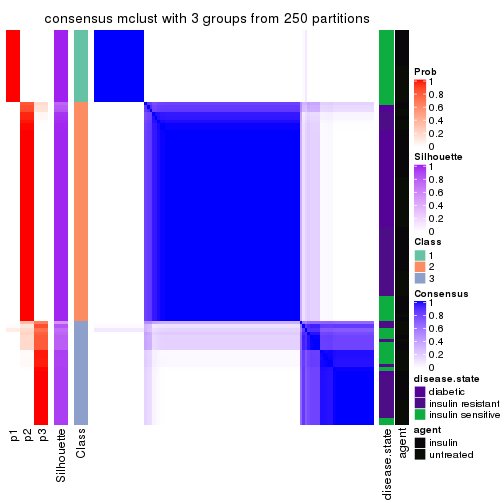 consensus mclust with 3 groups from 250 partitions
Prob
1
0.8
0.6
0.4
0.2
0
Silhouette
1
0.8
0.6
0.4
0.2
0
Class
1
2
3
Consensus
1
0.8
0.6
0.4
0.2
0
disease.state
diabetic
insulin resistant
insulin sensitive
agent
insulin
untreated
p1
p2
p3
Silhouette
Class
disease.state
agent